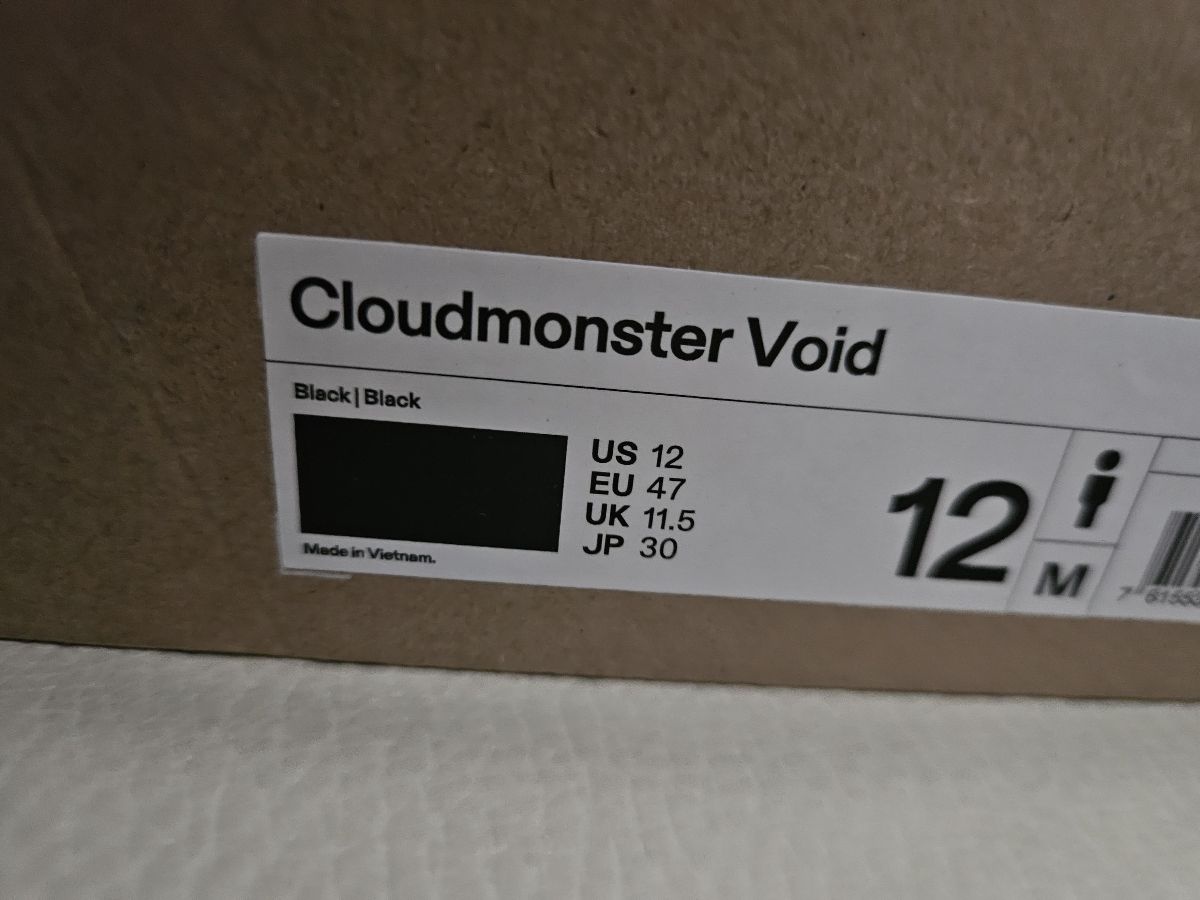 Cloudmonster Void
Black | Black
US 12
EU 47
UK 11.5
JP 30
Made in Vietnam.
12
M